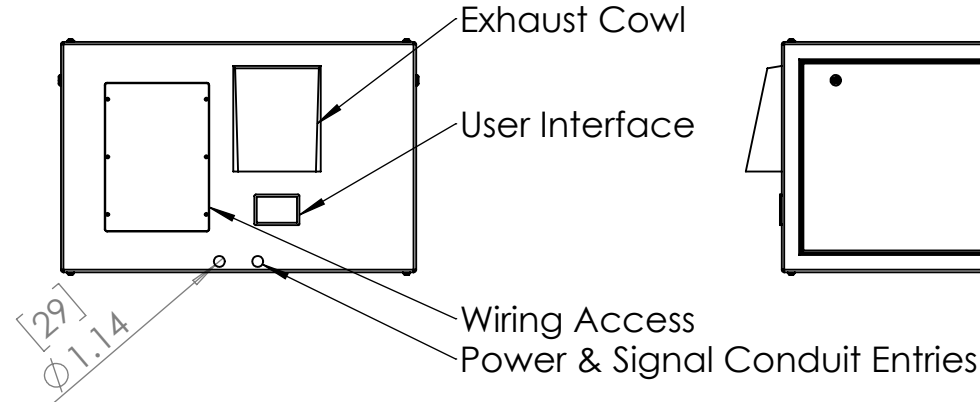 Exhaust Cowl
User Interface
Wiring Access
Power & Signal Conduit Entries
[29]
∅1.14